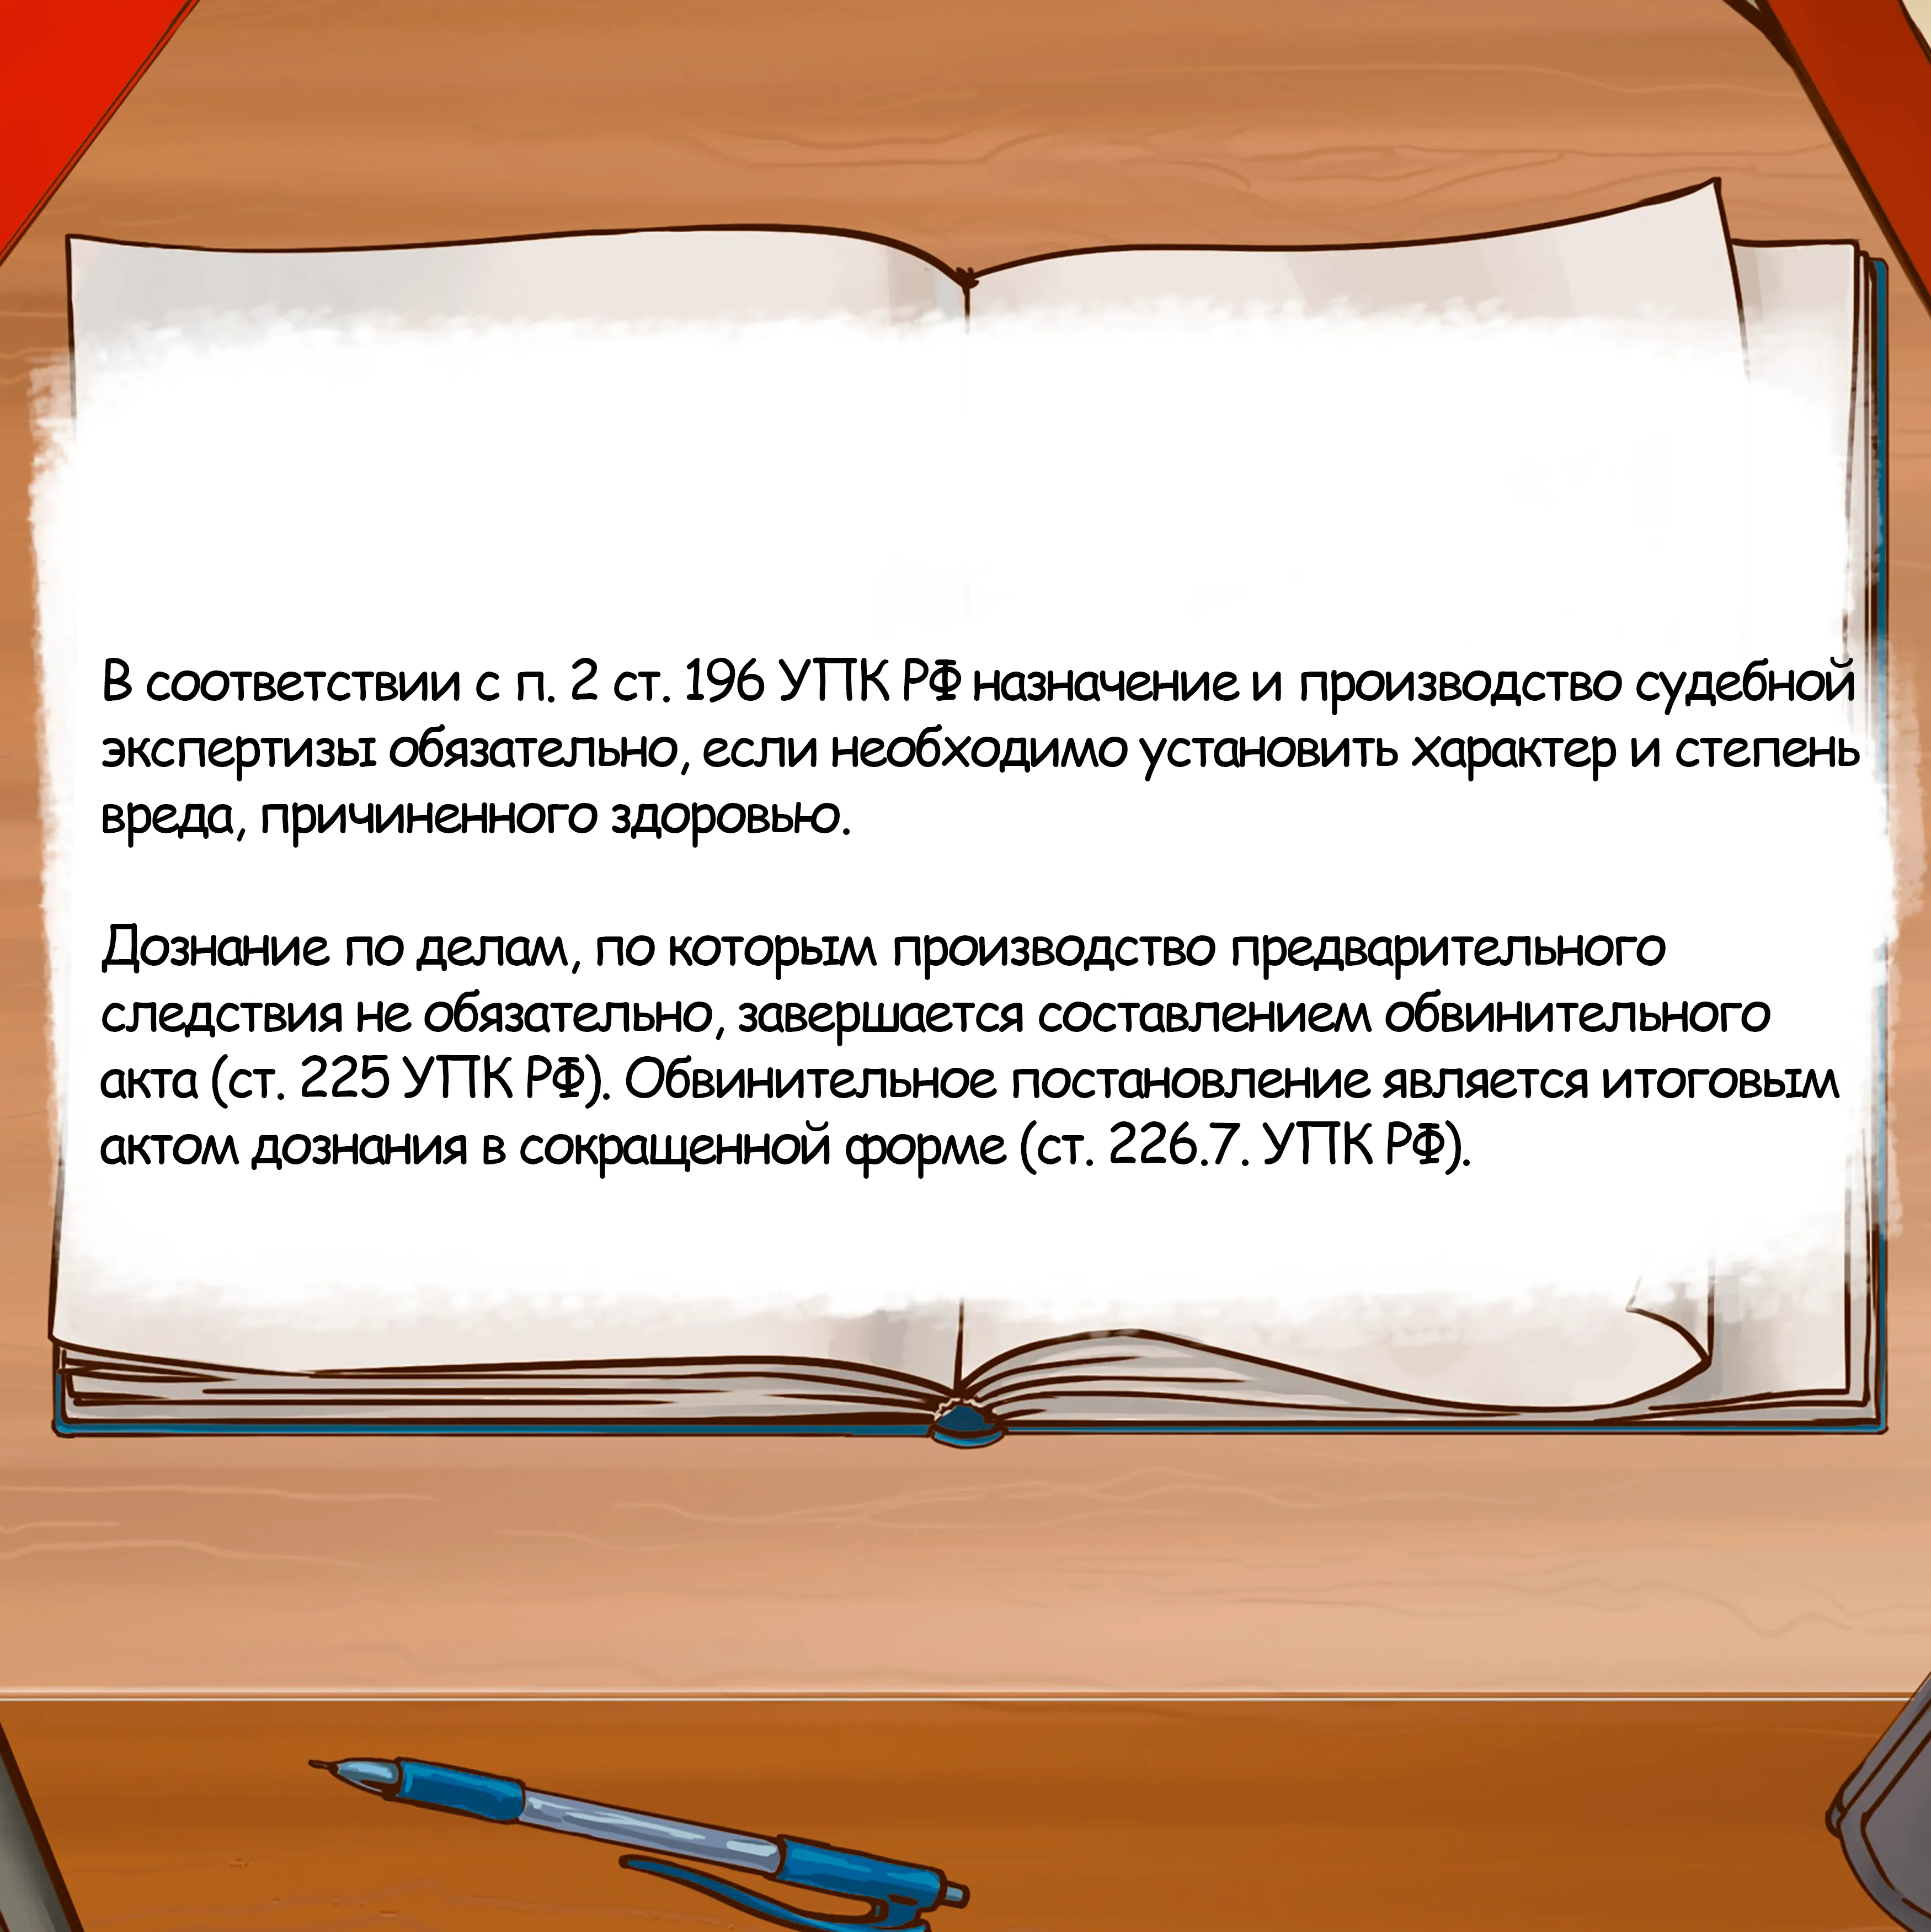 В соответствии с п. 2 ст. 196 УПК РФ назначение и производство судебной
экспертизы обязательно, если необходимо установить характер и степень
вреда, причиненного здоровью.
Дознание по делам, по которым производство предварительного
следствия не обязательно, завершается составлением обвинительного
акта (ст. 225 УПК РФ). Обвинительное постановление является итоговым
актом дознания в сокращенной форме (ст. 226.7. УПК РФ).